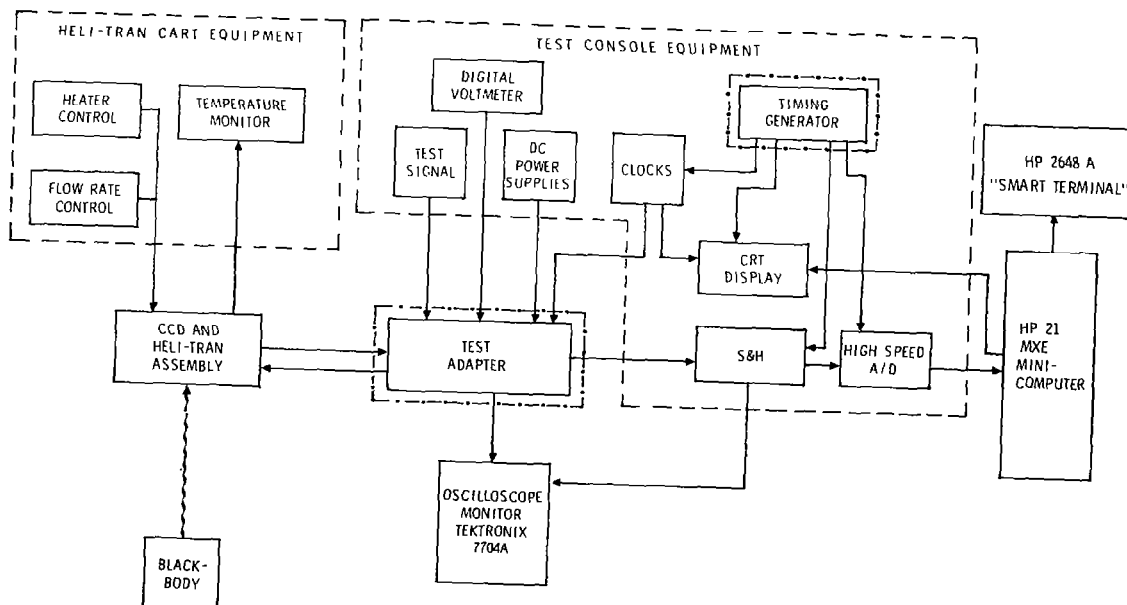 HELI-TRAN CART EQUIPMENT
HEATER
CONTROL
TEMPERATURE
MONITOR
FLOW RATE
CONTROL
TEST CONSOLE EQUIPMENT
DIGITAL
VOLTMETER
TEST
SIGNAL
DC
POWER
SUPPLIES
CLOCKS
TIMING
GENERATOR
HP 2648 A
"SMART TERMINAL"
CRT
DISPLAY
CCD AND
HELI-TRAN
ASSEMBLY
TEST
ADAPTER
S&H
HIGH SPEED
A/D
HP 21
MXE
MINI-
COMPUTER
OSCILLOSCOPE
MONITOR
TEKTRONIX
7704A
BLACK-
BODY